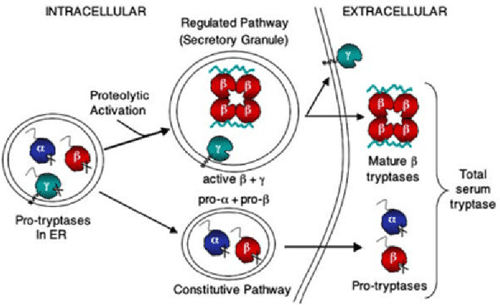 INTRACELLULAR
EXTRACELLULAR
Regulated Pathway
(Secretory Granule)
γ
Proteolytic
Activation
β β
β β
β β
β β
α
β
γ
γ
Mature β
tryptases
active β + γ
Total
serum
tryptase
pro-α + pro-β
Pro-tryptases
In ER
α
β
α
β
Constitutive Pathway
Pro-tryptases